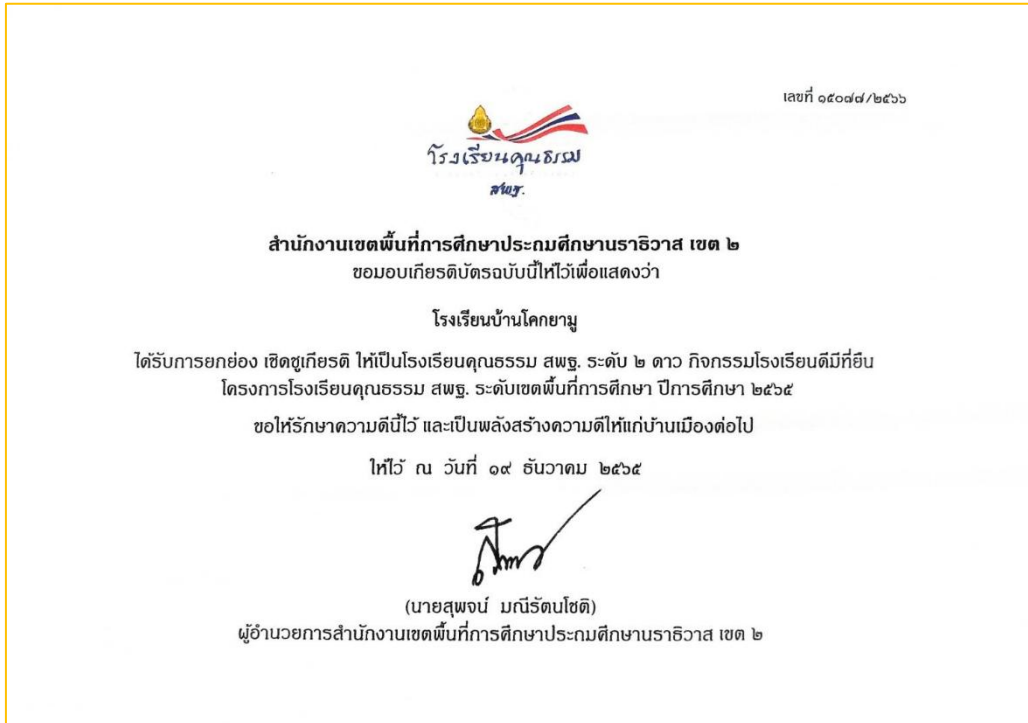 เลขที่ ๑๕๐๗๗/๒๕๖๖
โรงเรียนคุณธรรม
สพฐ.
สำนักงานเขตพื้นที่การศึกษาประถมศึกษานราธิวาส เขต ๒
ขอมอบเกียรติบัตรฉบับนี้ให้ไว้เพื่อแสดงว่า
โรงเรียนบ้านโคกยามู
ได้รับการยกย่อง เชิดชูเกียรติ ให้เป็นโรงเรียนคุณธรรม สพฐ. ระดับ ๒ ดาว กิจกรรมโรงเรียนดีมีที่ยืน
โครงการโรงเรียนคุณธรรม สพฐ. ระดับเขตพื้นที่การศึกษา ปีการศึกษา ๒๕๖๕
ขอให้รักษาความดีนี้ไว้ และเป็นพลังสร้างความดีให้แก่บ้านเมืองต่อไป
ให้ไว้ ณ วันที่ ๑๙ ธันวาคม ๒๕๖๕
(นายสุพจน์ มณีรัตนโชติ)
ผู้อำนวยการสำนักงานเขตพื้นที่การศึกษาประถมศึกษานราธิวาส เขต ๒